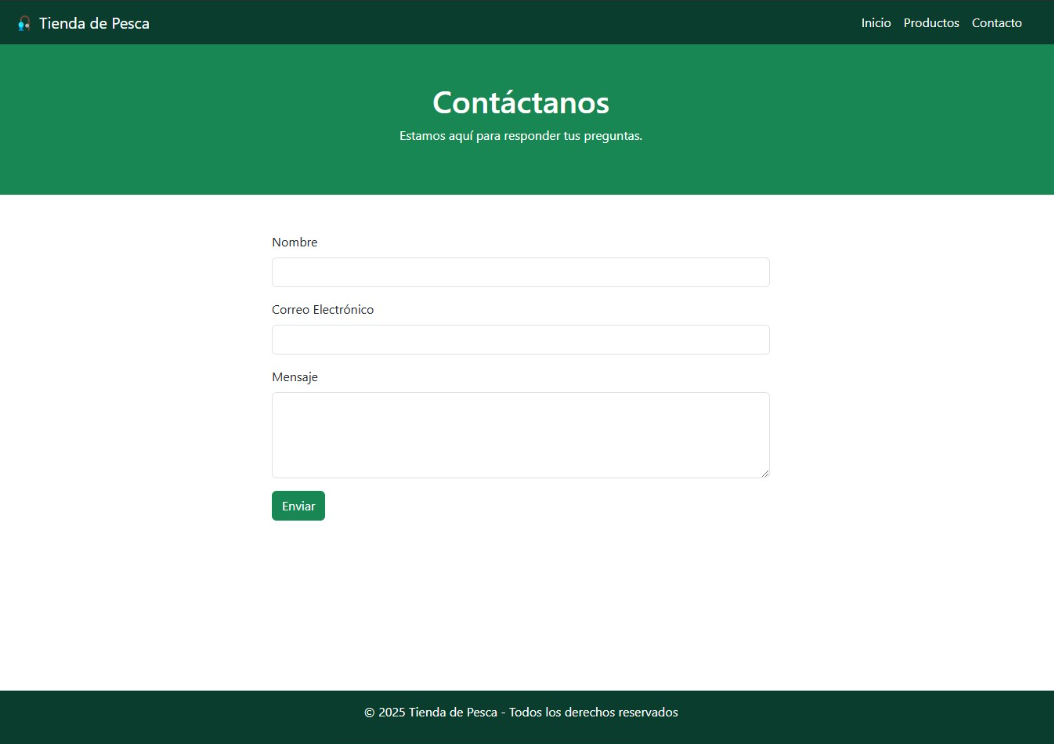 Tienda de Pesca
Inicio Productos Contacto
Contáctanos
Estamos aquí para responder tus preguntas.
Nombre
Correo Electrónico
Mensaje
Enviar
© 2025 Tienda de Pesca - Todos los derechos reservados